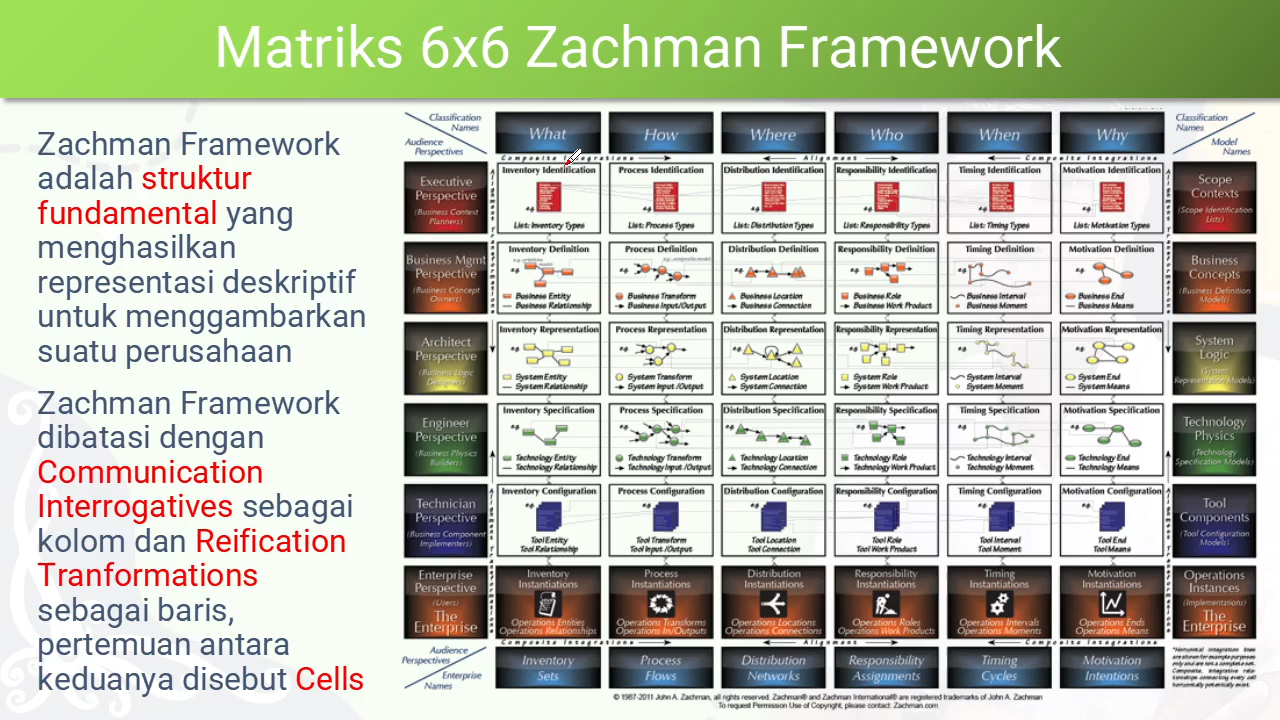 Matriks 6x6 Zachman Framework
Zachman Framework
adalah struktur
fundamental yang
menghasilkan
representasi deskriptif
untuk menggambarkan
suatu perusahaan
Zachman Framework
dibatasi dengan
Communication
Interrogatives sebagai
kolom dan Reification
Tranformations
sebagai baris,
pertemuan antara
keduanya disebut Cells
Classification
Names
Audience
Perspectives
What
How
Where
Who
When
Why
Classification
Names
Model
Names
Composite Integrations
Alignment
Composite Integrations
Executive
Perspective
(Business Context
Planners)
Inventory Identification
e.g.
List: Inventory Types
Process Identification
e.g.
List: Process Types
Distribution Identification
e.g.
List: Distribution Types
Responsibility Identification
e.g.
List: Responsibility Types
Timing Identification
e.g.
List: Timing Types
Motivation Identification
e.g.
List: Motivation Types
Scope
Contexts
(Scope Identification
Lists)
Business Mgmt
Perspective
(Business Concept
Owners)
Inventory Definition
e.g.
Business Entity
Business Relationship
Process Definition
e.g.
Business Transform
Business Input/Output
Distribution Definition
e.g.
Business Location
Business Connection
Responsibility Definition
e.g.
Business Role
Business Work Product
Timing Definition
e.g.
Business Interval
Business Moment
Motivation Definition
e.g.
Business End
Business Means
Business
Concepts
(Business Definition
Models)
Architect
Perspective
(Business Logic
Designers)
Inventory Representation
e.g.
System Entity
System Relationship
Process Representation
e.g.
System Transform
System Input /Output
Distribution Representation
e.g.
System Location
System Connection
Responsibility Representation
e.g.
System Role
System Work Product
Timing Representation
e.g.
System Interval
System Moment
Motivation Representation
e.g.
System End
System Means
System
Logic
(System
Representation Models)
Engineer
Perspective
(Business Physics
Builders)
Inventory Specification
e.g.
Technology Entity
Technology Relationship
Process Specification
e.g.
Technology Transform
Technology Input /Output
Distribution Specification
e.g.
Technology Location
Technology Connection
Responsibility Specification
e.g.
Technology Role
Technology Work Product
Timing Specification
e.g.
Technology Interval
Technology Moment
Motivation Specification
e.g.
Technology End
Technology Means
Technology
Physics
(Technology
Specification Models)
Technician
Perspective
(Business Component
Implementers)
Inventory Configuration
e.g.
Tool Entity
Tool Relationship
Process Configuration
e.g.
Tool Transform
Tool Input /Output
Distribution Configuration
e.g.
Tool Location
Tool Connection
Responsibility Configuration
e.g.
Tool Role
Tool Work Product
Timing Configuration
e.g.
Tool Interval
Tool Moment
Motivation Configuration
e.g.
Tool End
Tool Means
Tool
Components
(Tool Configuration
Models)
Enterprise
Perspective
(Users)
The
Enterprise
Inventory
Instantiations
Operations Entities
Operations Relationships
Process
Instantiations
Operations Transforms
Operations In/Outputs
Distribution
Instantiations
Operations Locations
Operations Connections
Responsibility
Instantiations
Operations Roles
Operations Work Products
Timing
Instantiations
Operations Intervals
Operations Moments
Motivation
Instantiations
Operations Ends
Operations Means
Operations
Instances
(Implementations)
The
Enterprise
Composite Integrations
Alignment
Composite Integrations
Audience
Perspectives
Enterprise
Names
Inventory
Sets
Process
Flows
Distribution
Networks
Responsibility
Assignments
Timing
Cycles
Motivation
Intentions
© 1987-2011 John A. Zachman, all rights reserved. Zachman® and Zachman International® are registered trademarks of John A. Zachman
To request Permission Use of Copyright, please contact: Zachman.com